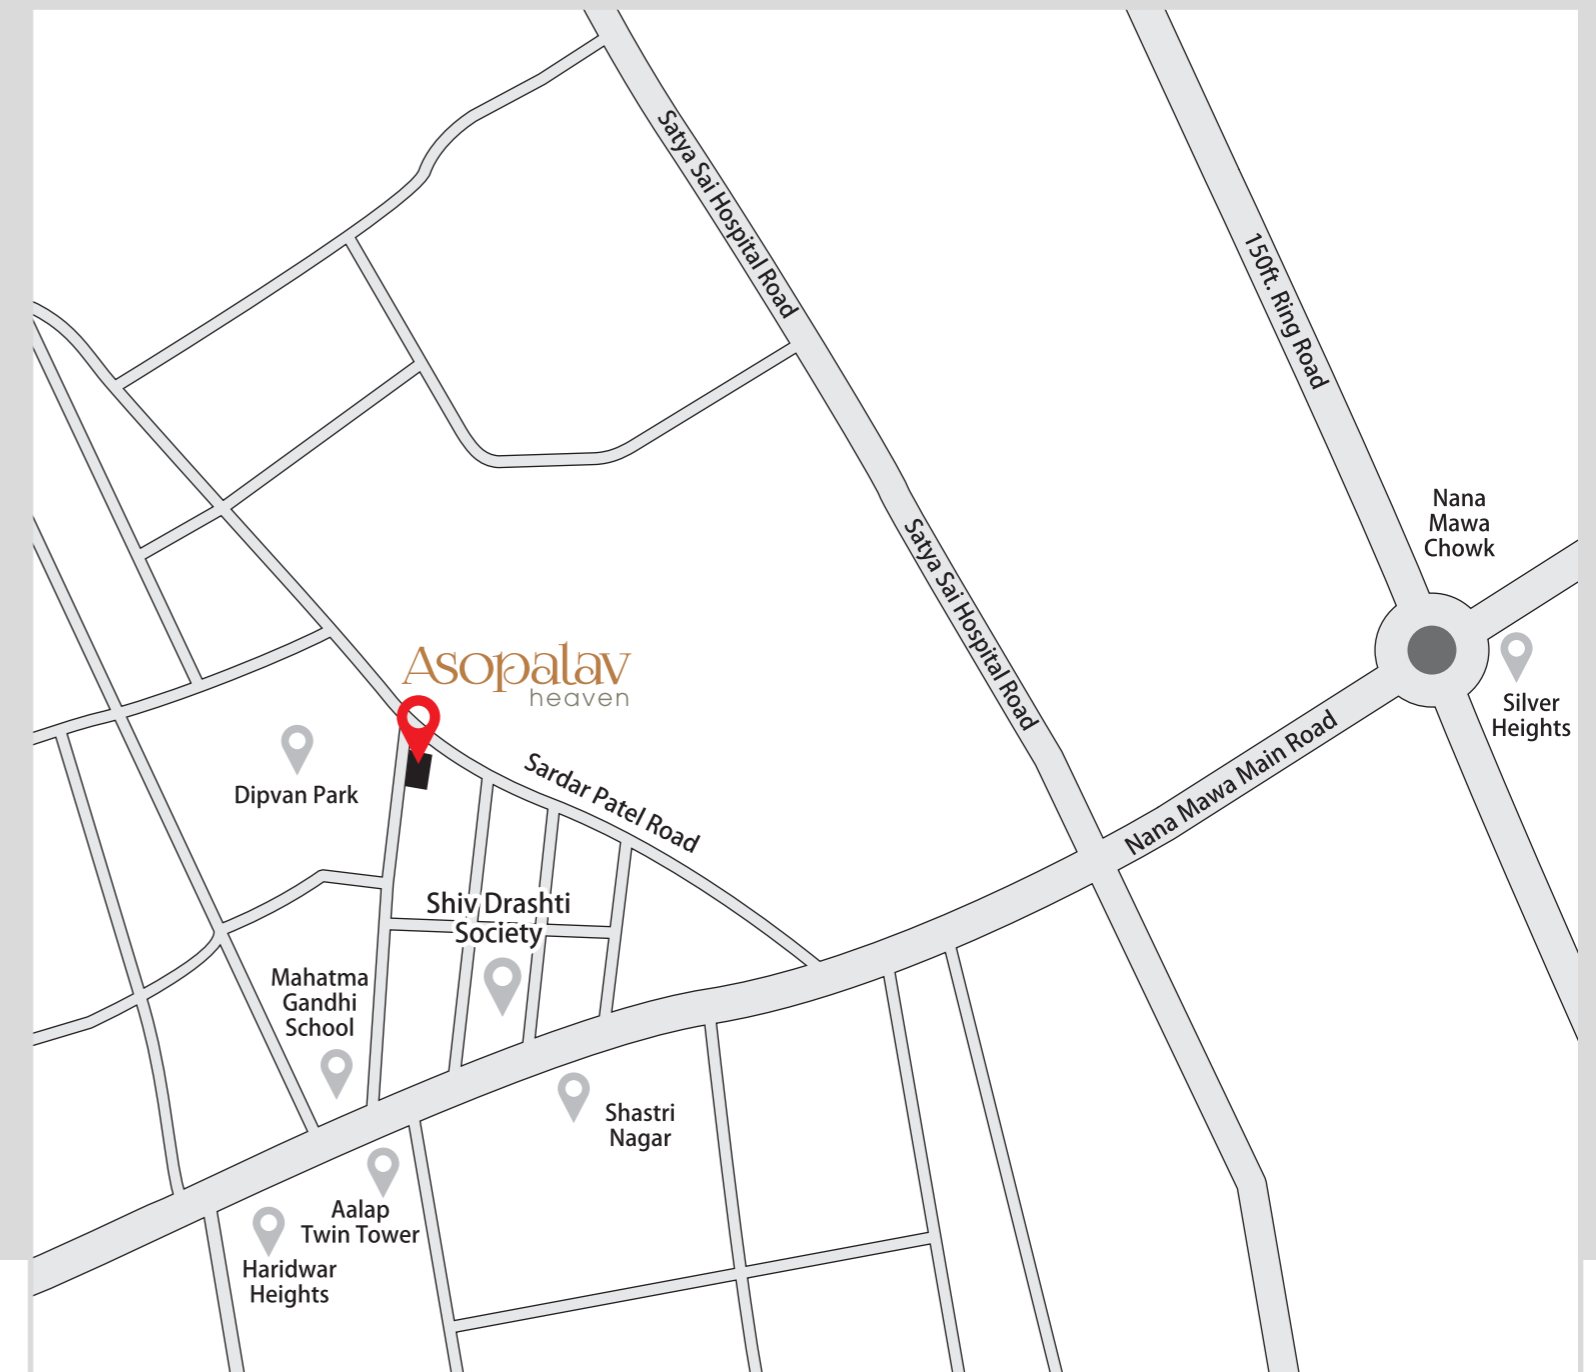 Satya Sai Hospital Road
150ft. Ring Road
Nana
Mawa
Chowk
Satya Sai Hospital Road
Asopalav
heaven
Silver
Heights
Nana Mawa Main Road
Sardar Patel Road
Dipvan Park
Shiv Drashti
Society
Mahatma
Gandhi
School
Shastri
Nagar
Aalap
Twin Tower
Haridwar
Heights